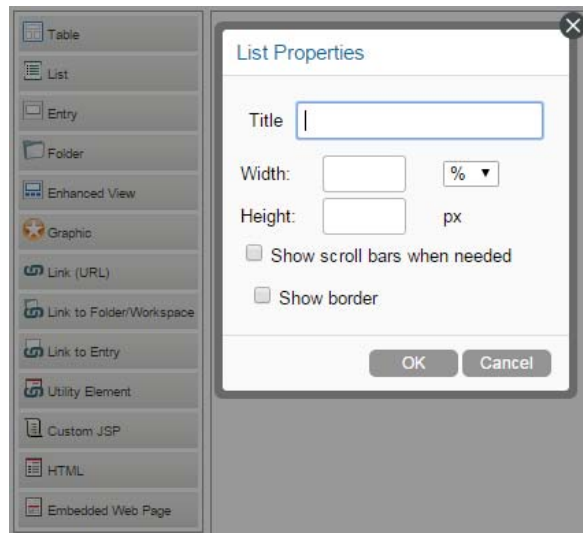 Table
List
Entry
Folder
Enhanced View
Graphic
Link (URL)
Link to Folder/Workspace
Link to Entry
Utility Element
Custom JSP
HTML
Embedded Web Page
List Properties
Title
Width:
%
Height:
px
Show scroll bars when needed
Show border
OK
Cancel